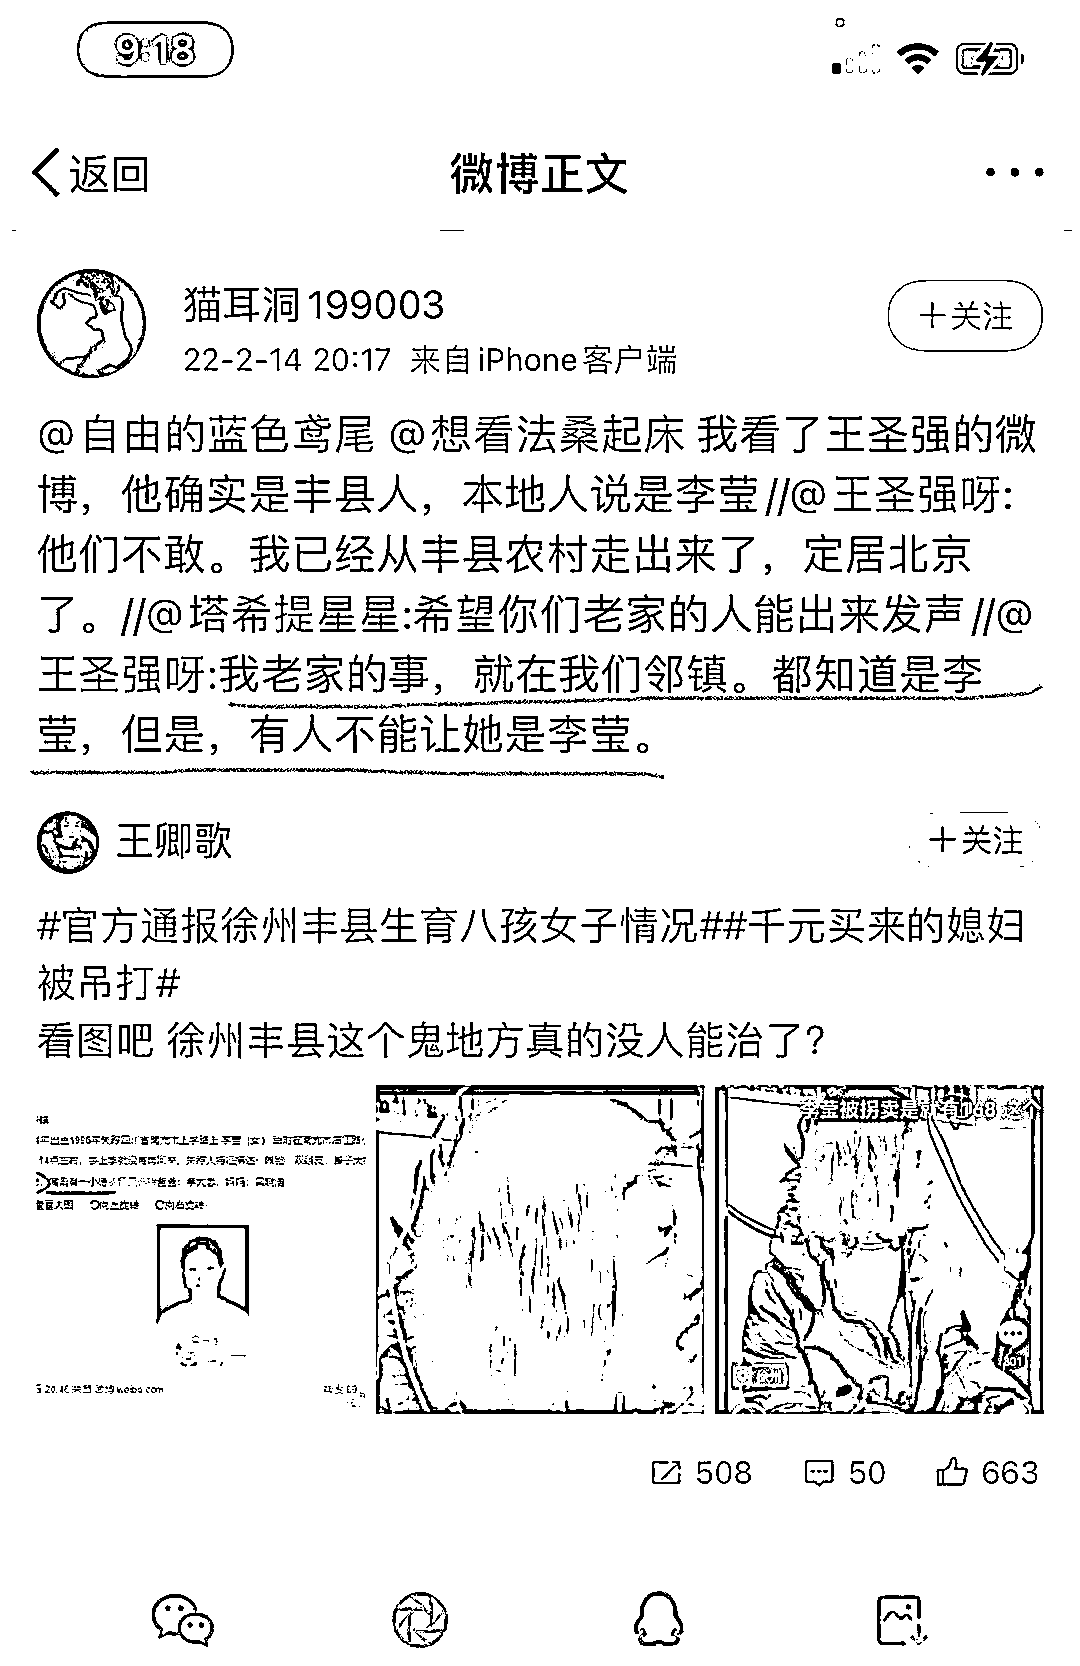 9:18
返回
微博正文
猫耳洞199003
+关注
22-2-14 20:17 来自iPhone客户端
@自由的蓝色鸢尾 @想看法桑起床 我看了王圣强的微
博，他确实是丰县人，本地人说是李莹//@王圣强呀:
他们不敢。我已经从丰县农村走出来了，定居北京
了。//@塔希提星星:希望你们老家的人能出来发声//@
王圣强呀:我老家的事，就在我们邻镇。都知道是李
莹，但是，有人不能让她是李莹。
王卿歌
+关注
#官方通报徐州丰县生育八孩女子情况##千元买来的媳妇
被吊打#
看图吧 徐州丰县这个鬼地方真的没人能治了？
李莹被拐卖是
508
50
663